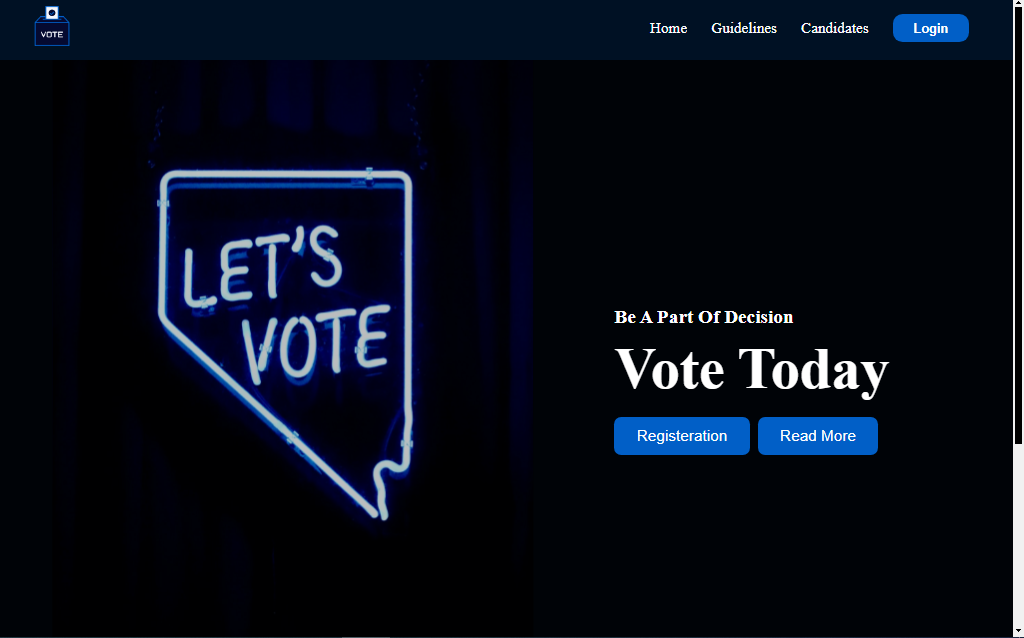 VOTE
Home Guidelines Candidates Login
LET'S
VOTE
Be A Part Of Decision
Vote Today
Registeration Read More